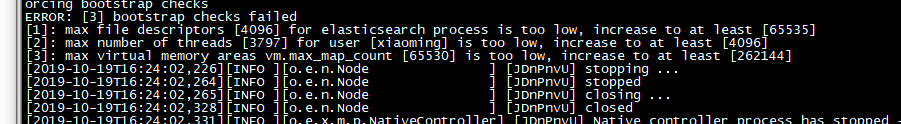 orcing bootstrap checks
ERROR: [3] bootstrap checks failed
[1]: max file descriptors [4096] for elasticsearch process is too low, increase to at least [65535]
[2]: max number of threads [3797] for user [xiaoming] is too low, increase to at least [4096]
[3]: max virtual memory areas vm.max_map_count [65530] is too low, increase to at least [262144]
[2019-10-19T16:24:02,226][INFO ][o.e.n.Node               ] [JDnPnvU] stopping ...
[2019-10-19T16:24:02,264][INFO ][o.e.n.Node               ] [JDnPnvU] stopped
[2019-10-19T16:24:02,265][INFO ][o.e.n.Node               ] [JDnPnvU] closing ...
[2019-10-19T16:24:02,328][INFO ][o.e.n.Node               ] [JDnPnvU] closed
[2019-10-19T16:24:02,331][INFO ][o.e.x.m.p.NativeController] [JDnPnvU] Native controller process has stopped -